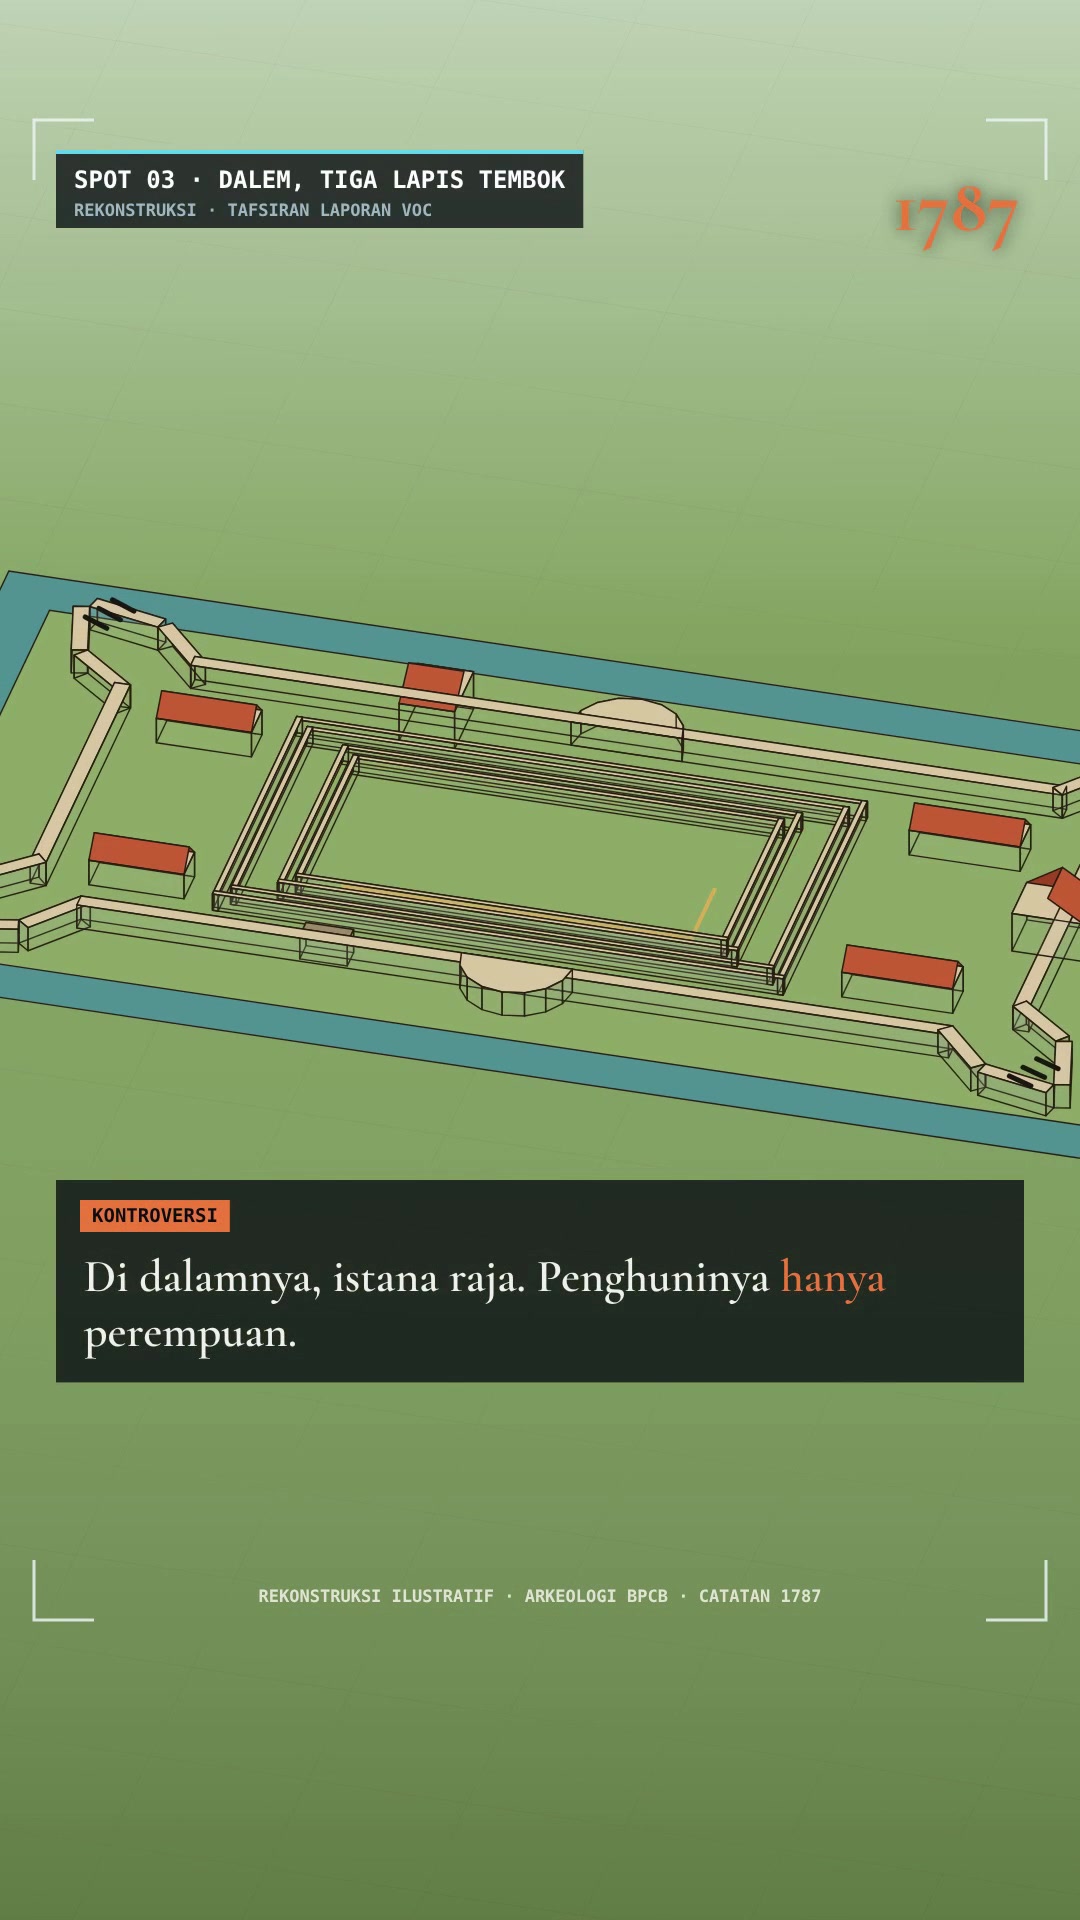 SPOT 03 · DALEM, TIGA LAPIS TEMBOK
REKONSTRUKSI · TAFSIRAN LAPORAN VOC
1787
KONTROVERSI
Di dalamnya, istana raja. Penghuninya hanya
perempuan.
REKONSTRUKSI ILUSTRATIF · ARKEOLOGI BPCB · CATATAN 1787